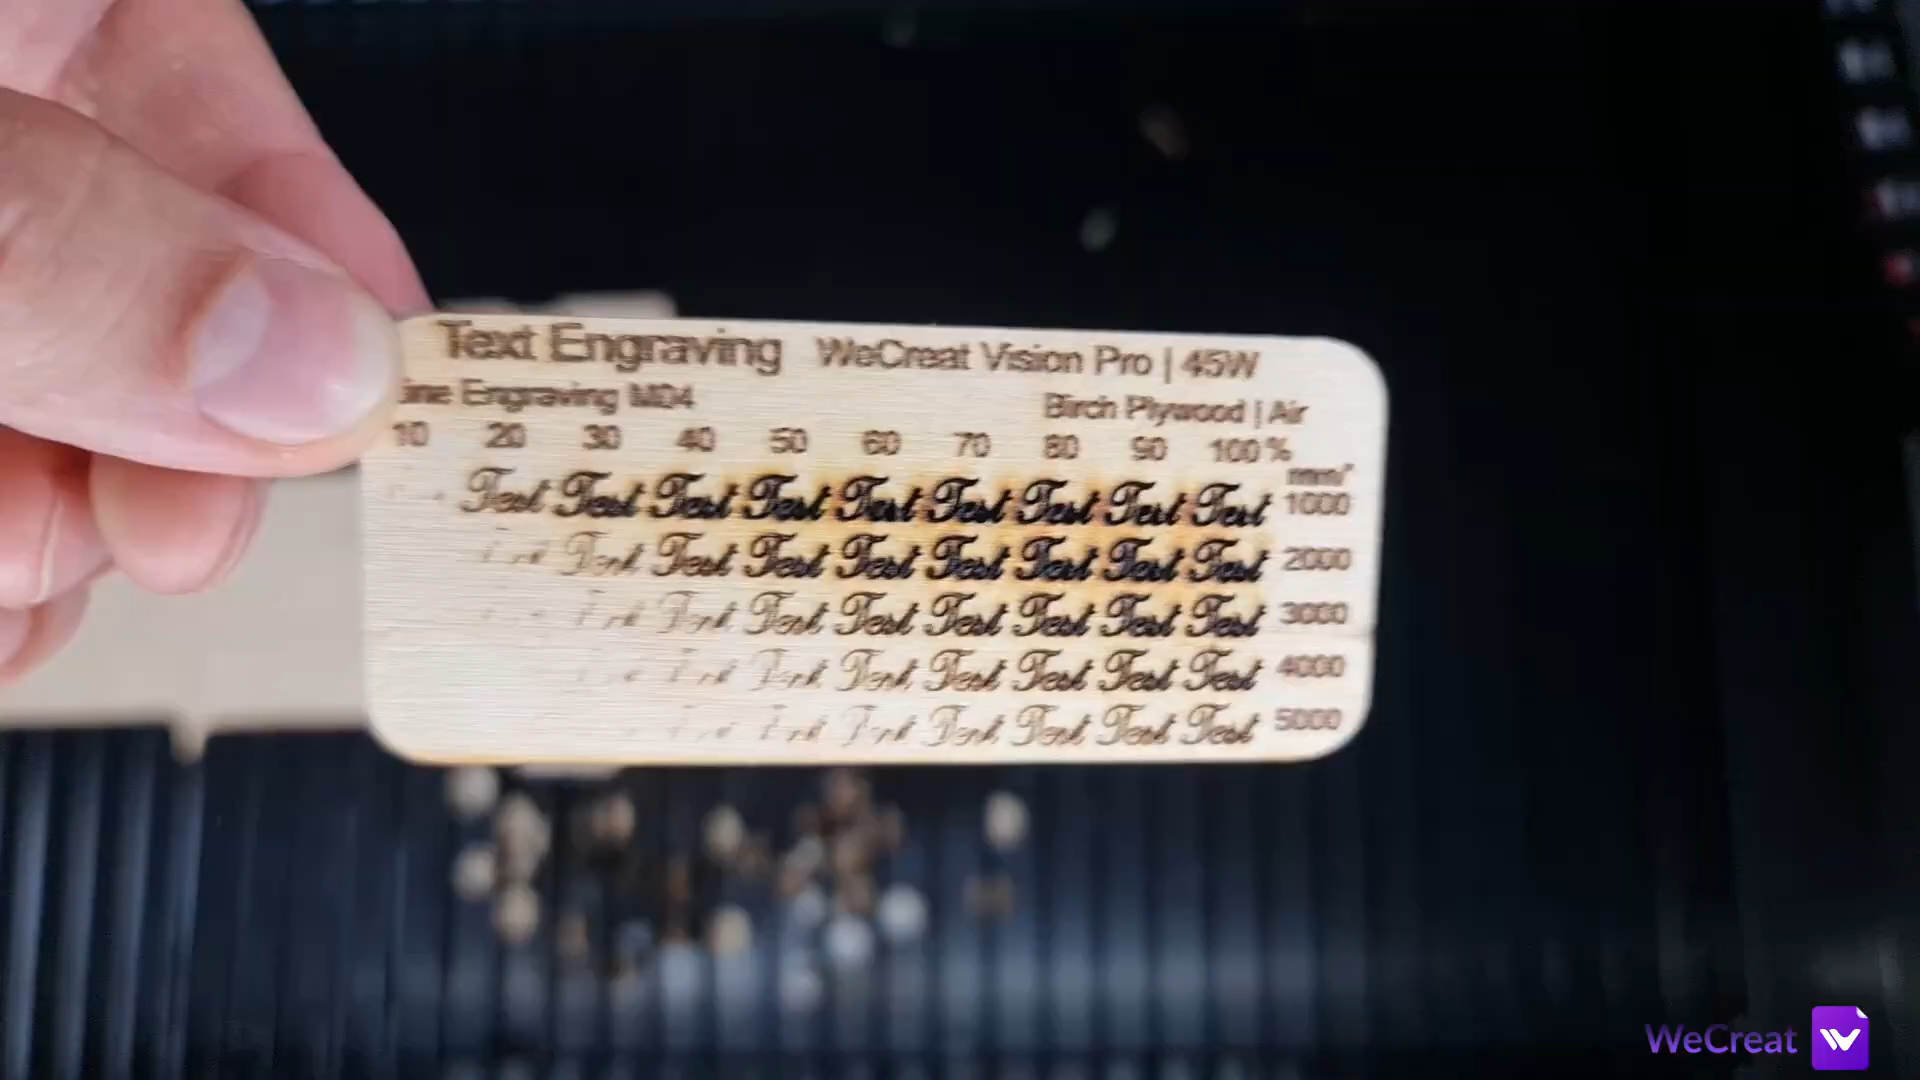 Text Engraving WeCreat Vision Pro | 45W
ine Engraving M04 Birch Plywood | Air
10 20 30 40 50 60 70 80 90 100 %
Test Test Test Test Test Test Test Test Test 1000
Test Test Test Test Test Test Test Test 2000
Test Test Test Test Test Test Test 3000
Test Test Test Test Test Test 4000
Test Test Test Test Test 5000
WeCreat